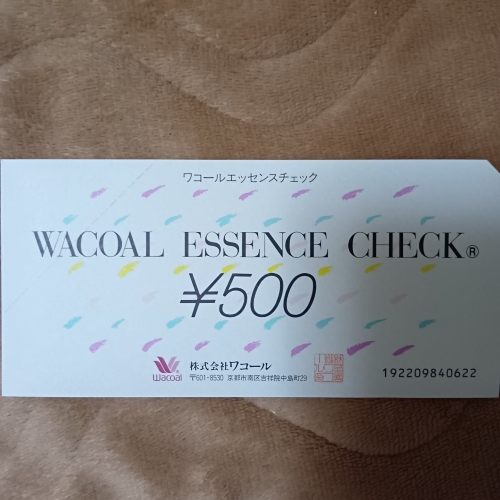 ワコールエッセンスチェック
WACOAL ESSENCE CHECK®
¥500
株式会社ワコール
Wacoal
〒601-8530 京都市南区吉祥院中島町29
192209840622